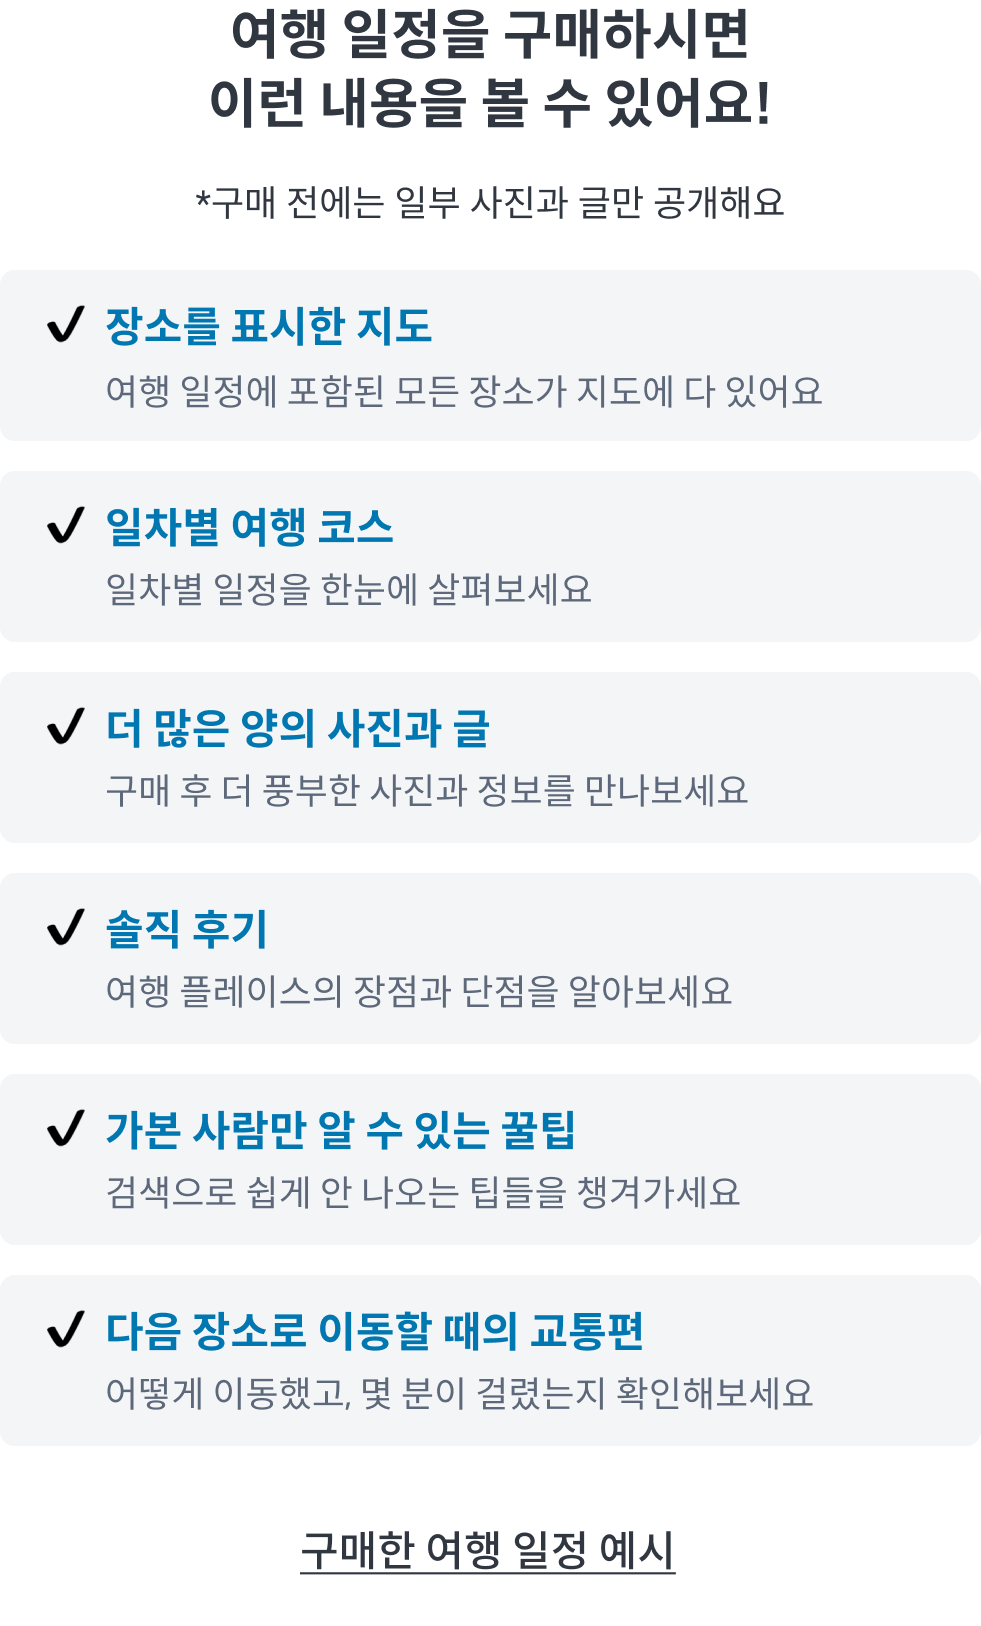 여행 일정을 구매하시면
이런 내용을 볼 수 있어요!
*구매 전에는 일부 사진과 글만 공개해요
✔ 장소를 표시한 지도
여행 일정에 포함된 모든 장소가 지도에 다 있어요
✔ 일차별 여행 코스
일차별 일정을 한눈에 살펴보세요
✔ 더 많은 양의 사진과 글
구매 후 더 풍부한 사진과 정보를 만나보세요
✔ 솔직 후기
여행 플레이스의 장점과 단점을 알아보세요
✔ 가본 사람만 알 수 있는 꿀팁
검색으로 쉽게 안 나오는 팁들을 챙겨가세요
✔ 다음 장소로 이동할 때의 교통편
어떻게 이동했고, 몇 분이 걸렸는지 확인해보세요
구매한 여행 일정 예시